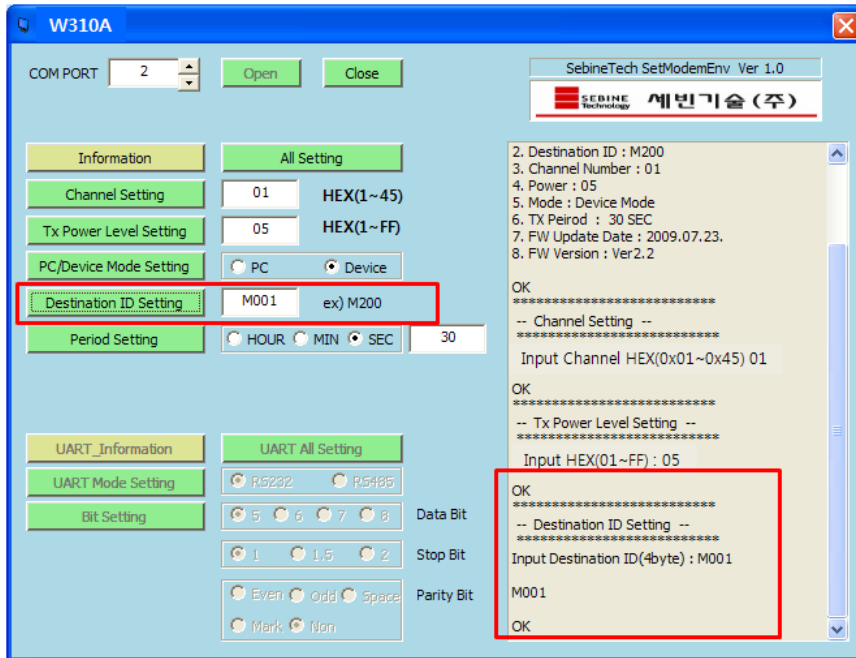 W310A
COM PORT 2 Open Close
SebineTech SetModemEnv Ver 1.0
SEBINE Technology 세빈기술(주)
Information All Setting
Channel Setting 01 HEX(1~45)
Tx Power Level Setting 05 HEX(1~FF)
PC/Device Mode Setting PC Device
Destination ID Setting M001 ex) M200
Period Setting HOUR MIN SEC 30
UART_Information UART All Setting
UART Mode Setting RS232 RS485
Bit Setting 5 6 7 8 Data Bit
1 1.5 2 Stop Bit
Even Odd Space Parity Bit
Mark Non
2. Destination ID : M200
3. Channel Number : 01
4. Power : 05
5. Mode : Device Mode
6. TX Peirod : 30 SEC
7. FW Update Date : 2009.07.23.
8. FW Version : Ver2.2
OK
***************************
-- Channel Setting --
***************************
Input Channel HEX(0x01~0x45) 01
OK
***************************
-- Tx Power Level Setting --
***************************
Input HEX(01~FF) : 05
OK
***************************
-- Destination ID Setting --
***************************
Input Destination ID(4byte) : M001
M001
OK